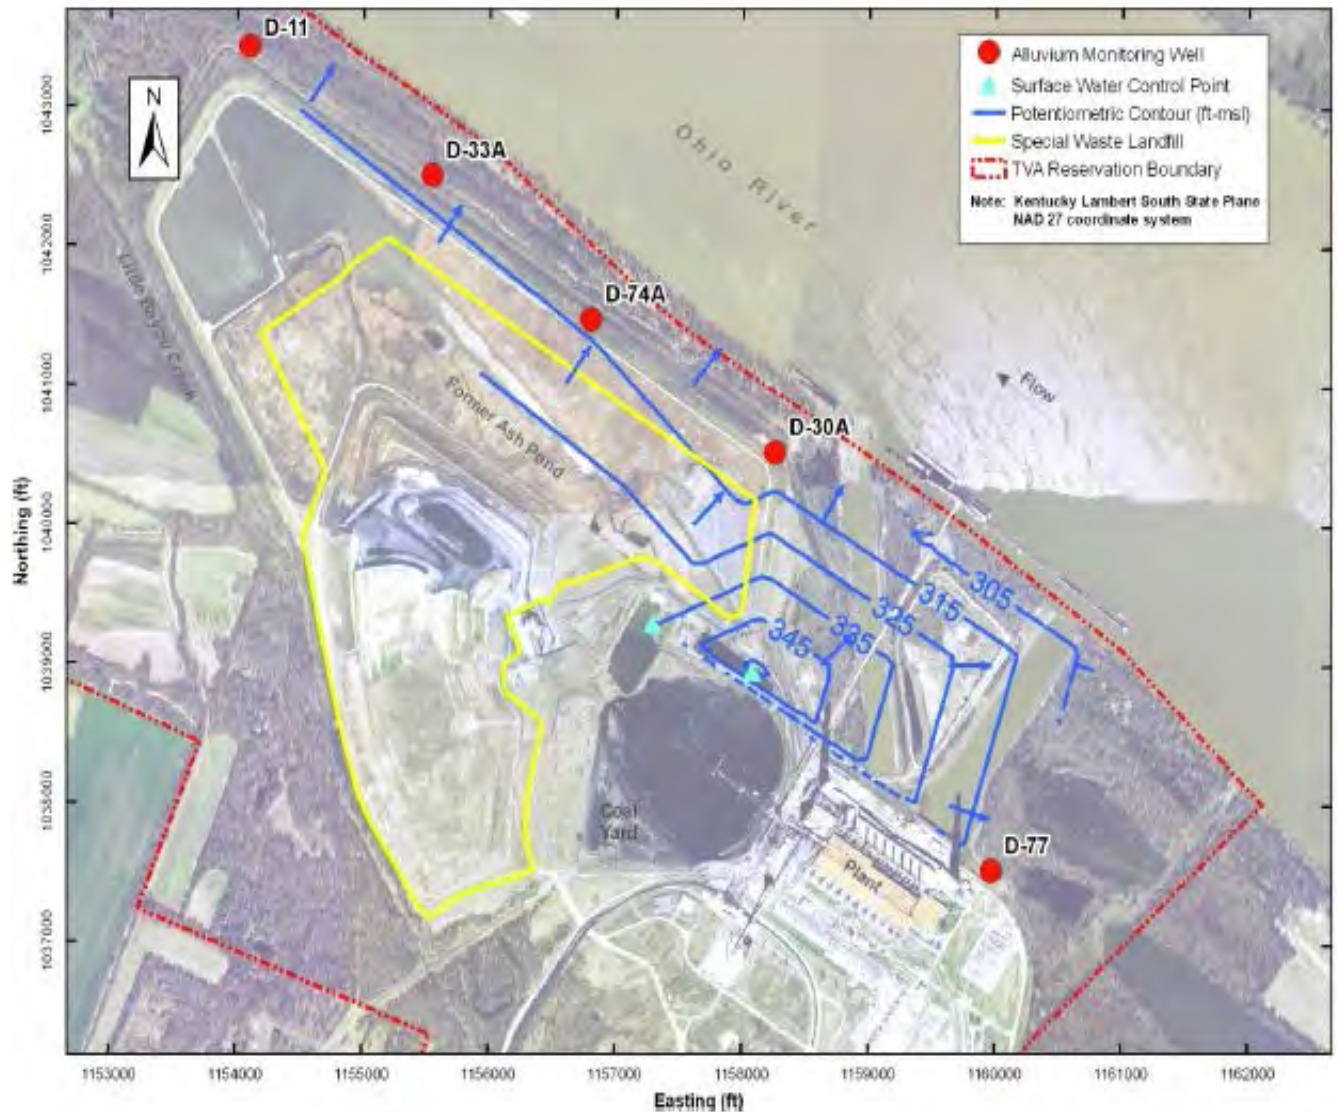 D-11
N
D-33A
D-74A
D-30A
D-77
Ohio River
Flow
Former Ash Pond
Coal
Yard
Plant
305
315
325
345
Alluvium Monitoring Well
Surface Water Control Point
Potentiometric Contour (ft-msl)
Special Waste Landfill
TVA Reservation Boundary
Note: Kentucky Lambert South State Plane
NAD 27 coordinate system
Northing (ft)
1043000
1042000
1041000
1040000
1039000
1038000
1037000
1153000
1154000
1155000
1156000
1157000
1158000
1159000
1160000
1161000
1162000
Easting (ft)